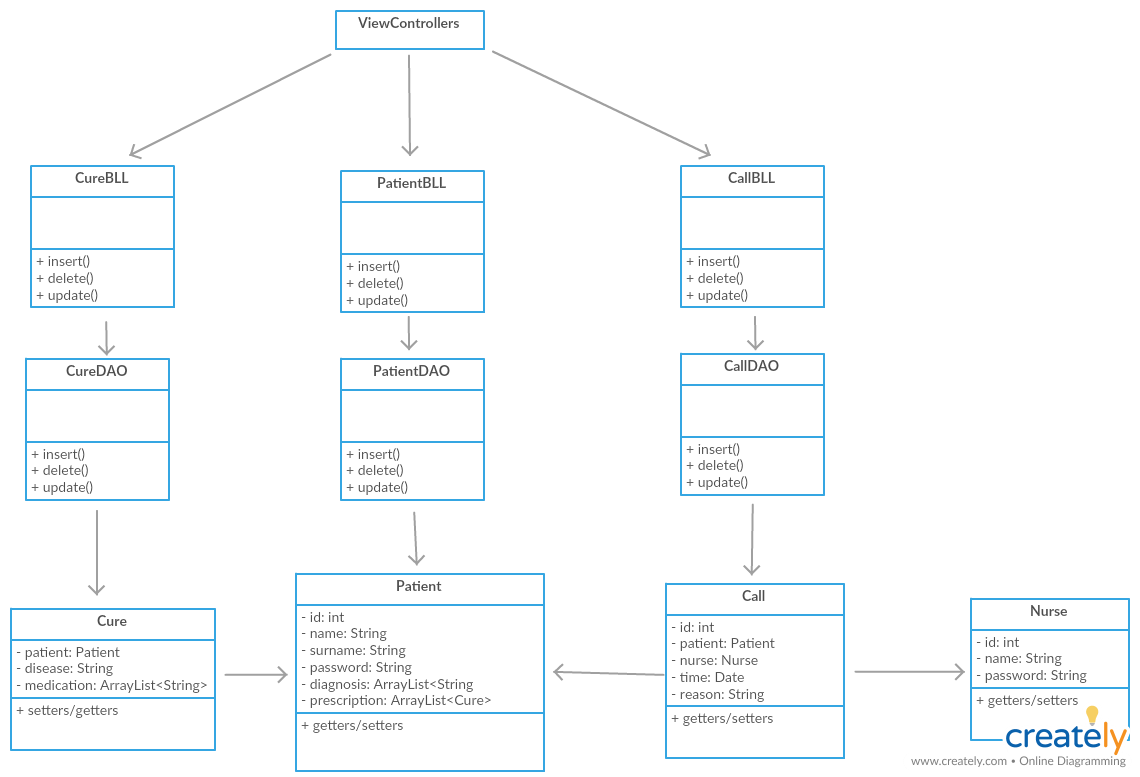 ViewControllers
CureBLL
+ insert()
+ delete()
+ update()
PatientBLL
+ insert()
+ delete()
+ update()
CallBLL
+ insert()
+ delete()
+ update()
CureDAO
+ insert()
+ delete()
+ update()
PatientDAO
+ insert()
+ delete()
+ update()
CallDAO
+ insert()
+ delete()
+ update()
Cure
- patient: Patient
- disease: String
- medication: ArrayList<String>
+ setters/getters
Patient
- id: int
- name: String
- surname: String
- password: String
- diagnosis: ArrayList<String
- prescription: ArrayList<Cure>
+ getters/setters
Call
- id: int
- patient: Patient
- nurse: Nurse
- time: Date
- reason: String
+ getters/setters
Nurse
- id: int
- name: String
- password: String
+ getters/setters
creately
www.creately.com • Online Diagramming